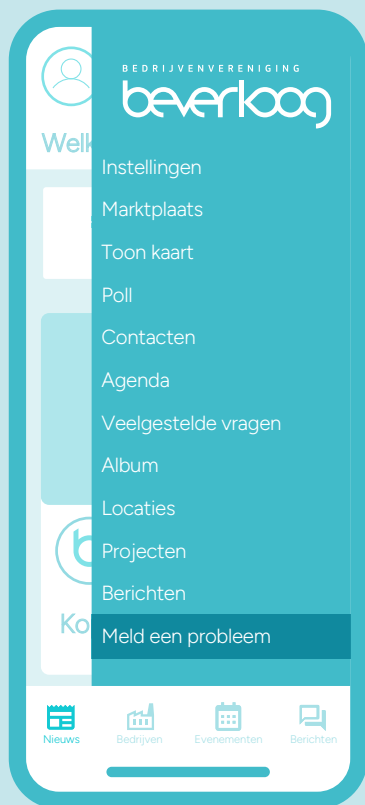 BEDRIJVENVERENIGING
beverkoog
Welk
Instellingen
Marktplaats
Toon kaart
Poll
Contacten
Agenda
Veelgestelde vragen
Album
Locaties
Projecten
Berichten
Ko
Meld een probleem
Nieuws
Bedrijven
Evenementen
Berichten